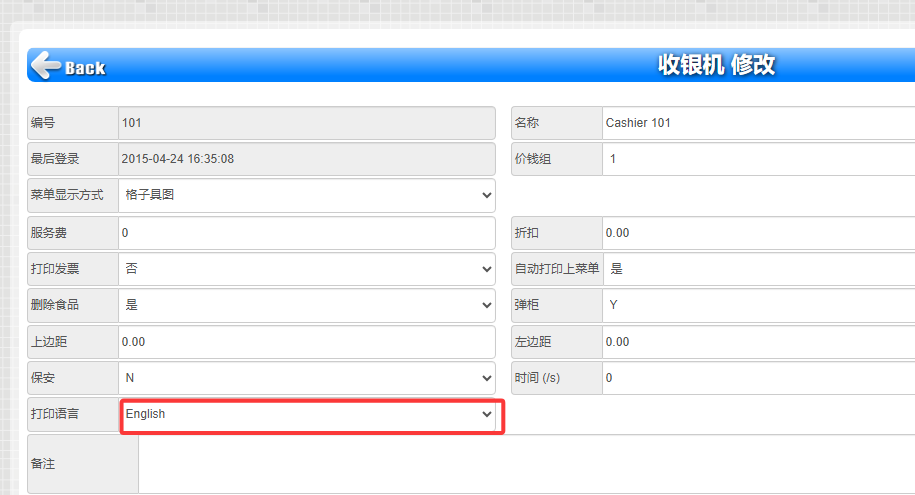 Back
收银机 修改
编号 101 名称 Cashier 101
最后登录 2015-04-24 16:35:08 价钱组 1
菜单显示方式 格子具图
服务费 0 折扣 0.00
打印发票 否 自动打印上菜单 是
删除食品 是 弹柜 Y
上边距 0.00 左边距 0.00
保安 N 时间 (/s) 0
打印语言 English
备注